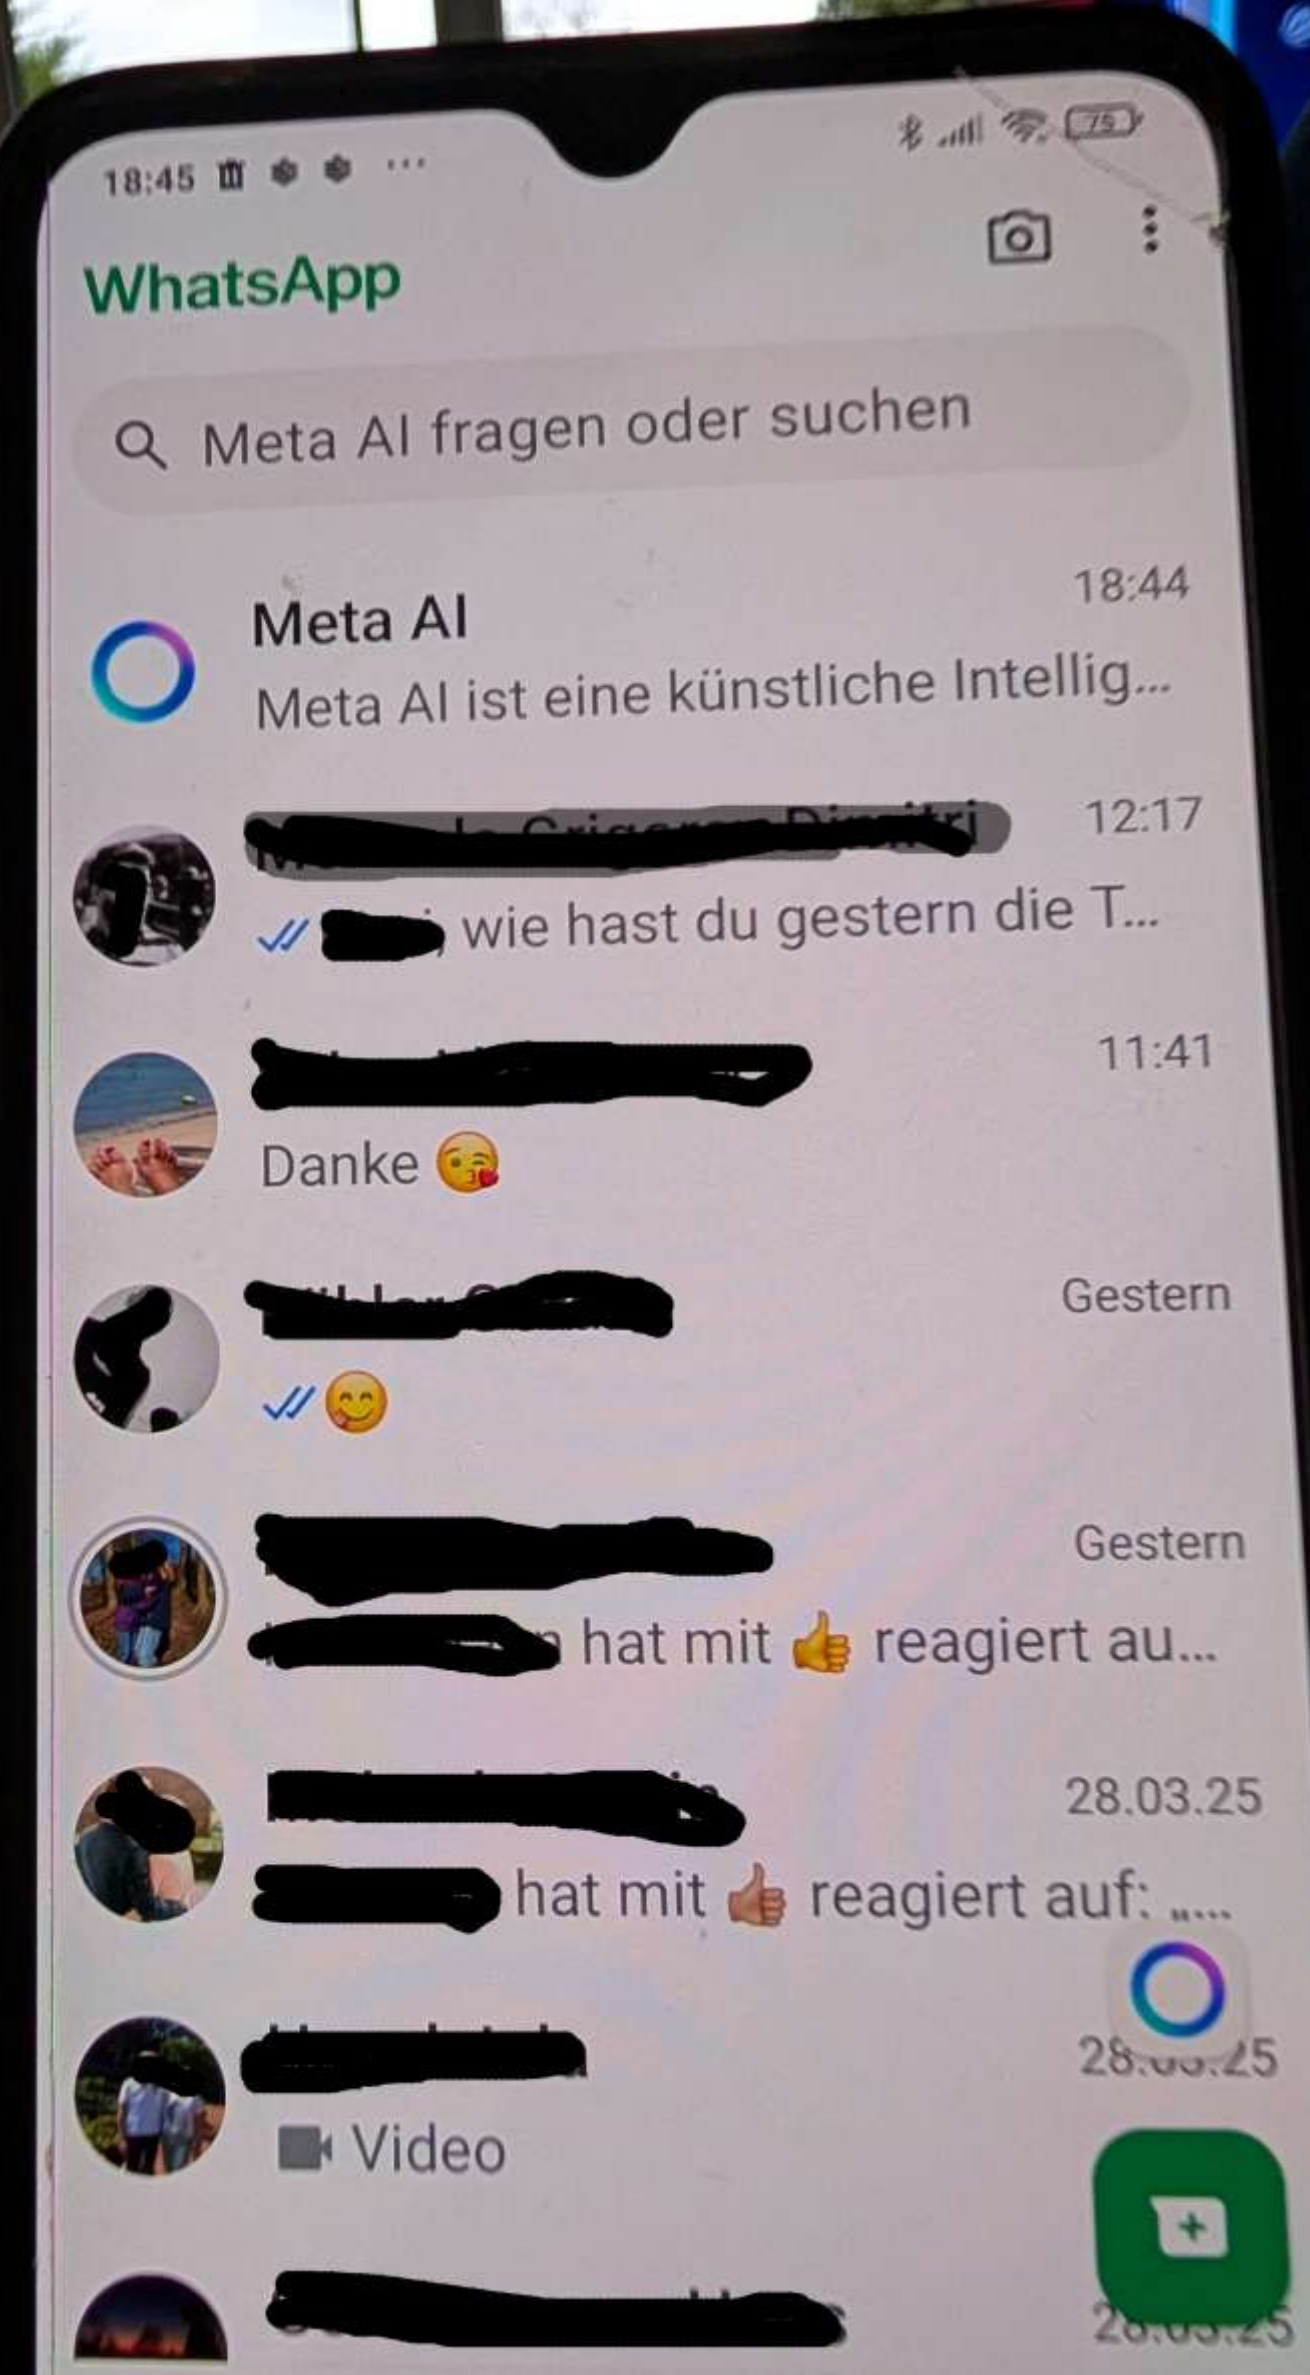 18:45 ... 75
WhatsApp
Meta AI fragen oder suchen
Meta AI 18:44
Meta AI ist eine künstliche Intellig...
12:17
, wie hast du gestern die T...
11:41
Danke 😘
Gestern
😋
Gestern
hat mit 👍 reagiert au...
28.03.25
hat mit 👍🏽 reagiert auf: „...
Video